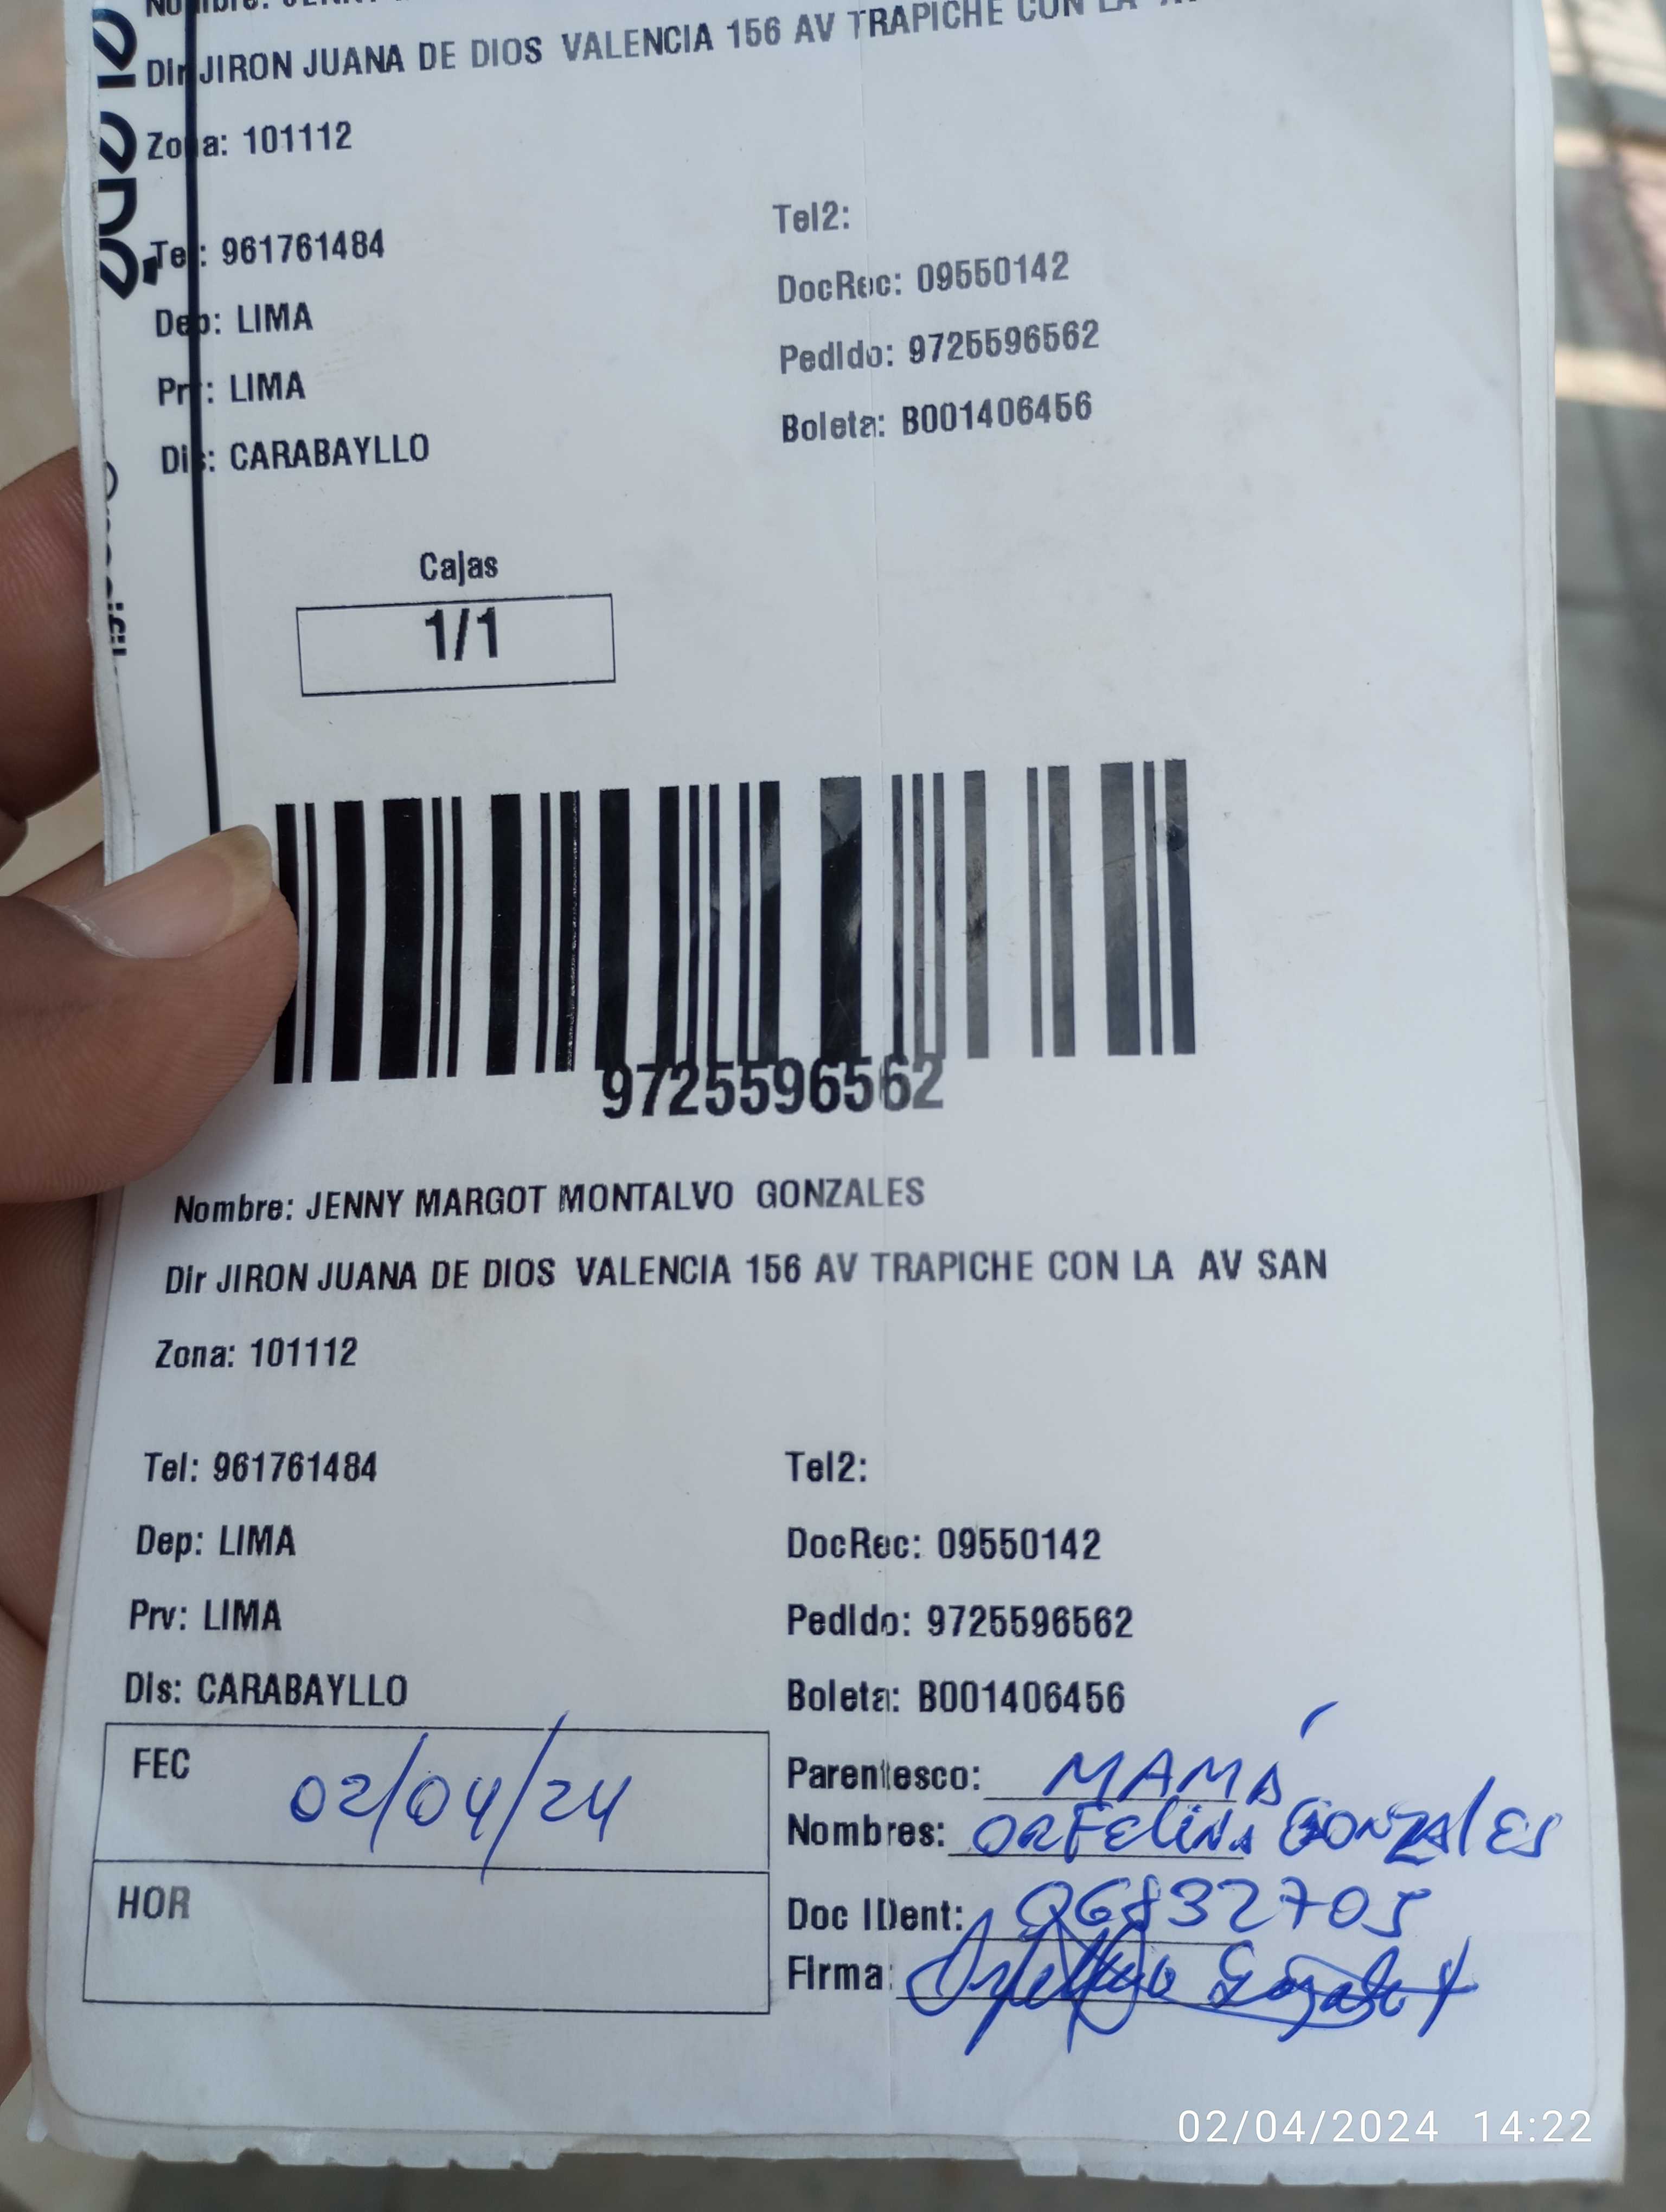 Dir JIRON JUANA DE DIOS VALENCIA 156 AV TRAPICHE CON LA
Zona: 101112
Tel: 961761484
Tel2:
Dep: LIMA
DocRec: 09550142
Prv: LIMA
Pedido: 9725596562
Dis: CARABAYLLO
Boleta: B001406456
Cajas
1/1
9725596562
Nombre: JENNY MARGOT MONTALVO GONZALES
Dir JIRON JUANA DE DIOS VALENCIA 156 AV TRAPICHE CON LA AV SAN
Zona: 101112
Tel: 961761484
Tel2:
Dep: LIMA
DocRec: 09550142
Prv: LIMA
Pedido: 9725596562
Dis: CARABAYLLO
Boleta: B001406456
FEC 02/04/24
HOR
Parentesco: MAMÁ
Nombres: ORFELINA GONZALES
Doc IDent: 06832705
Firma:
02/04/2024 14:22